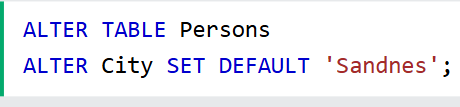 ALTER TABLE Persons
ALTER City SET DEFAULT 'Sandnes';